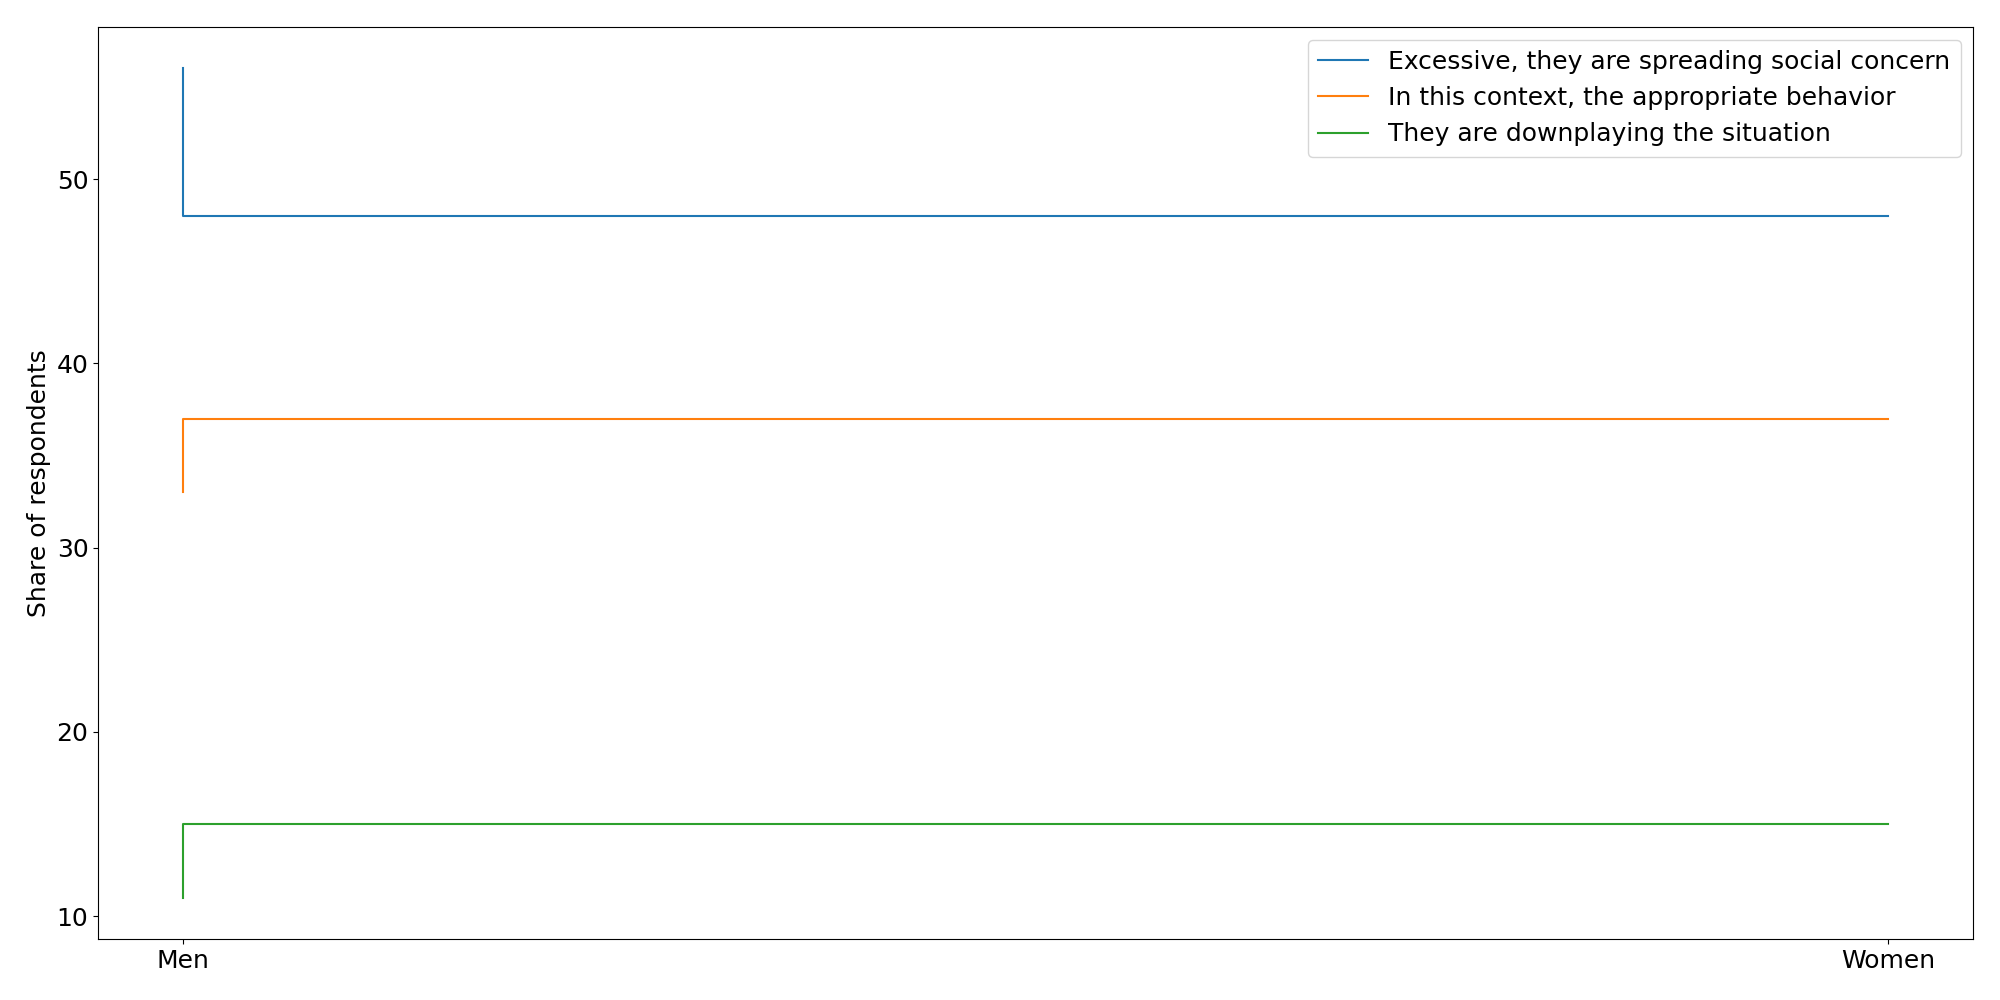 Excessive, they are spreading social concern
In this context, the appropriate behavior
They are downplaying the situation
Share of respondents
50
40
30
20
10
Men
Women